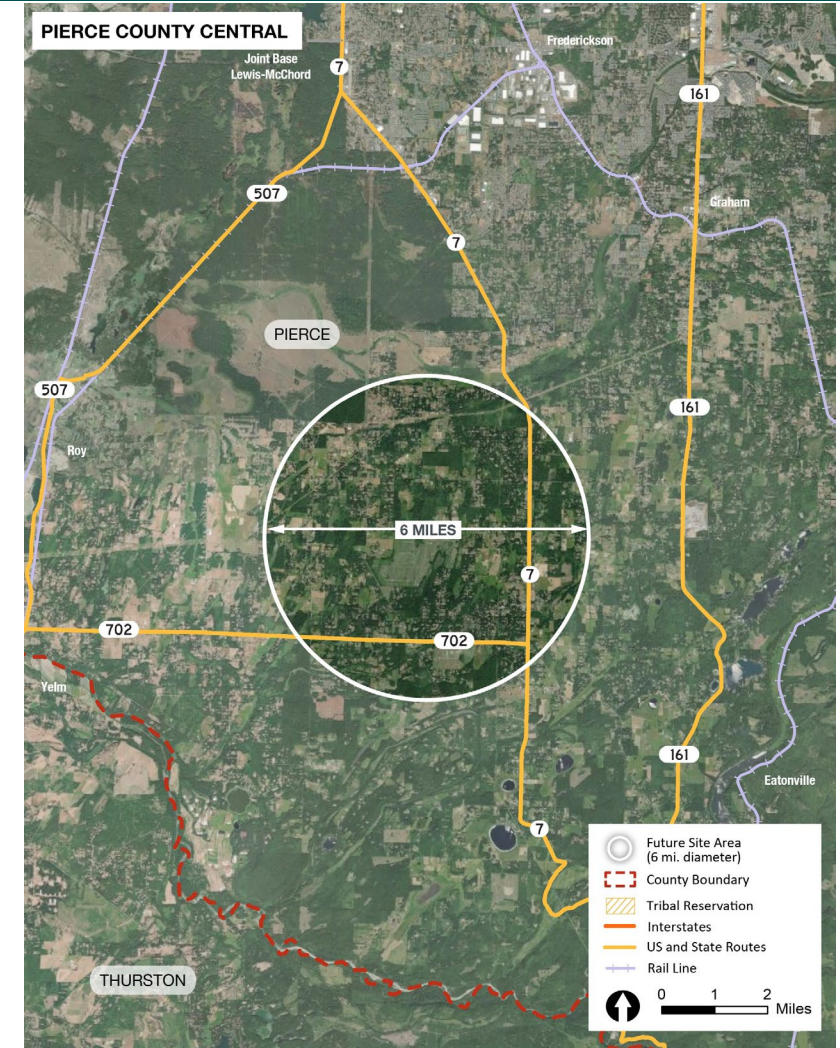 PIERCE COUNTY CENTRAL
Frederickson
Joint Base
Lewis-McChord
7
161
507
Graham
7
PIERCE
507
161
Roy
6 MILES
7
702
702
Yelm
161
Eatonville
7
Future Site Area
(6 mi. diameter)
County Boundary
Tribal Reservation
Interstates
US and State Routes
Rail Line
THURSTON
0 1 2
Miles